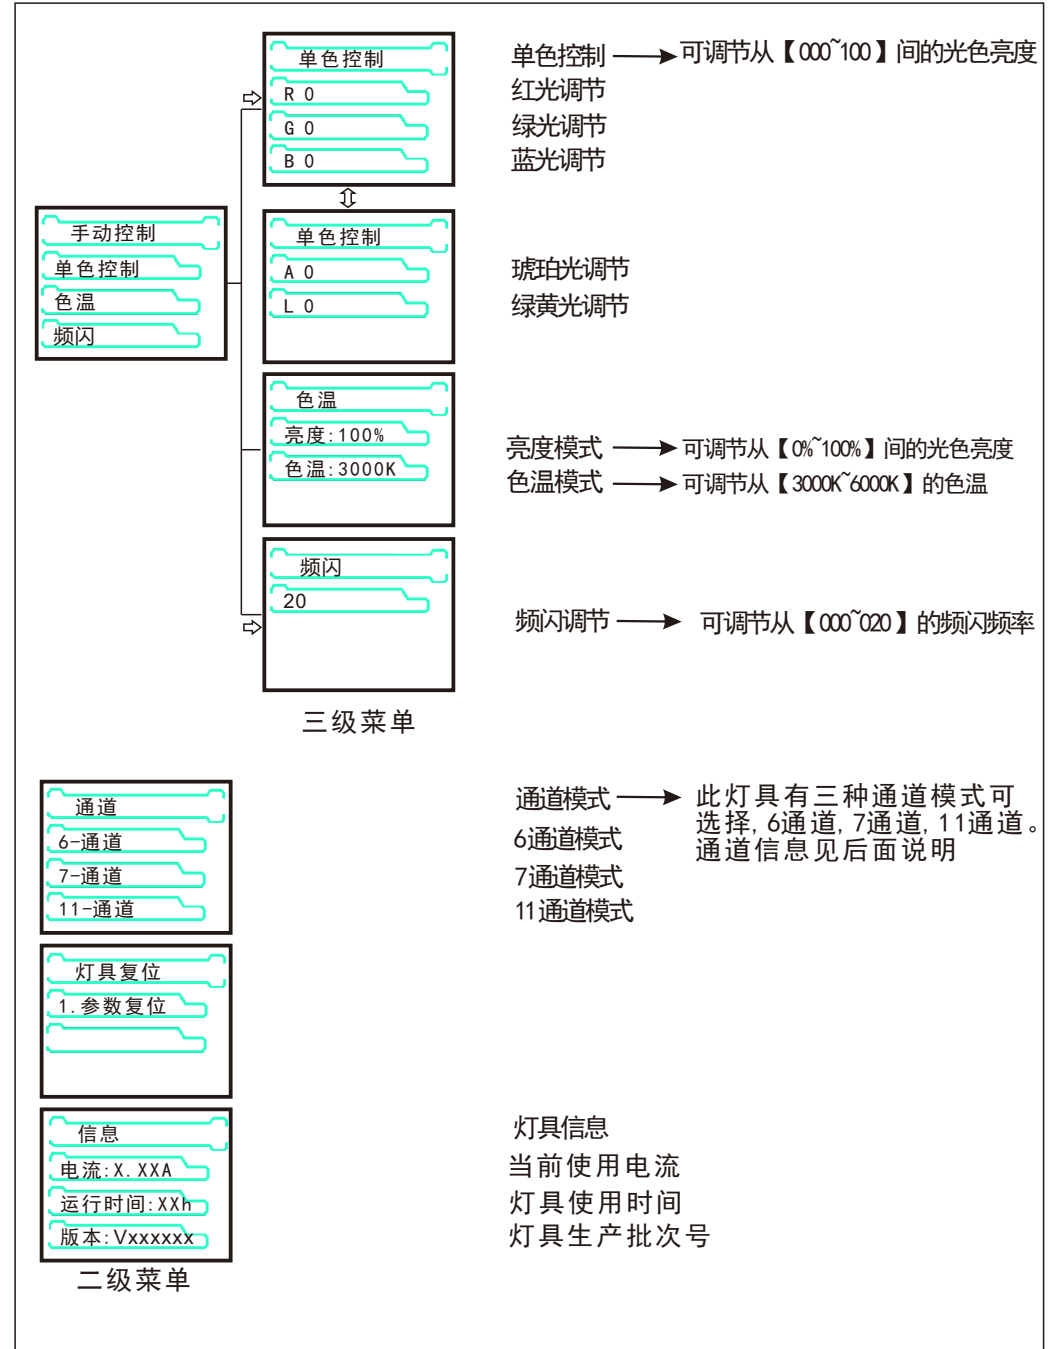 单色控制
R 0
G 0
B 0
单色控制 可调节从【000~100】间的光色亮度
红光调节
绿光调节
蓝光调节
手动控制
单色控制
色温
频闪
单色控制
A 0
L 0
琥珀光调节
绿黄光调节
色温
亮度:100%
色温:3000K
亮度模式 可调节从【0%~100%】间的光色亮度
色温模式 可调节从【3000K~6000K】的色温
频闪
20
频闪调节 可调节从【000~020】的频闪频率
三级菜单
通道
6-通道
7-通道
11-通道
通道模式
6通道模式
7通道模式
11通道模式
此灯具有三种通道模式可
选择,6通道,7通道,11通道。
通道信息见后面说明
灯具复位
1.参数复位
信息
电流:X.XXA
运行时间:XXh
版本:Vxxxxxx
灯具信息
当前使用电流
灯具使用时间
灯具生产批次号
二级菜单